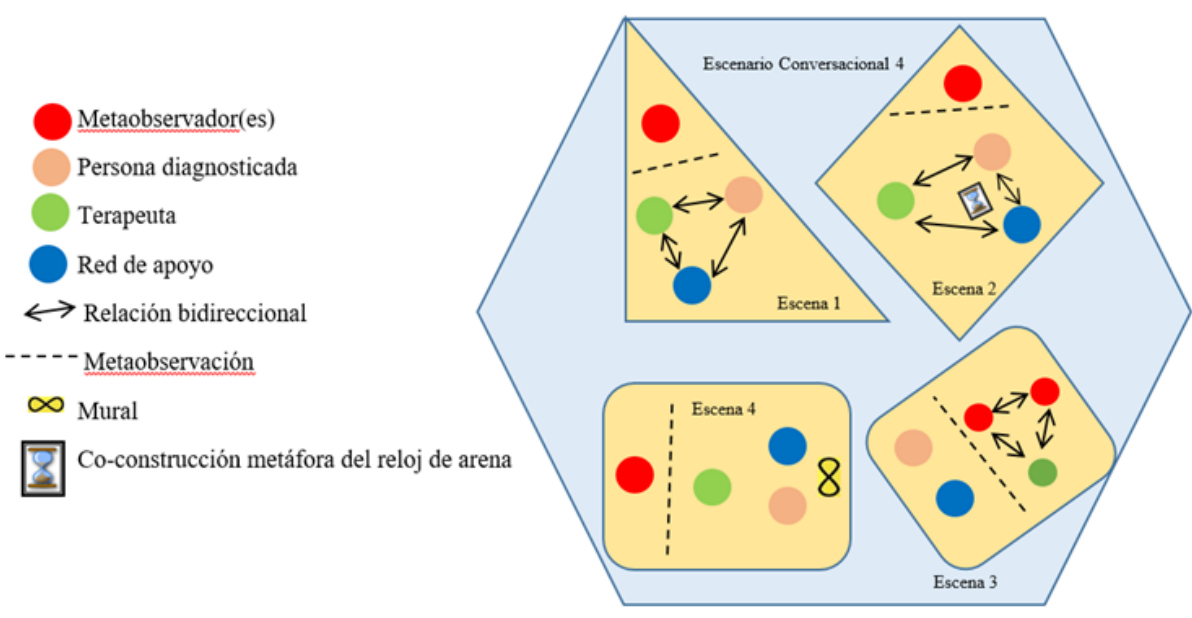 Metaobservador(es)
Persona diagnosticada
Terapeuta
Red de apoyo
Relación bidireccional
Metaobservación
Mural
Co-construcción metáfora del reloj de arena
Escenario Conversacional 4
Escena 1
Escena 2
Escena 4
Escena 3